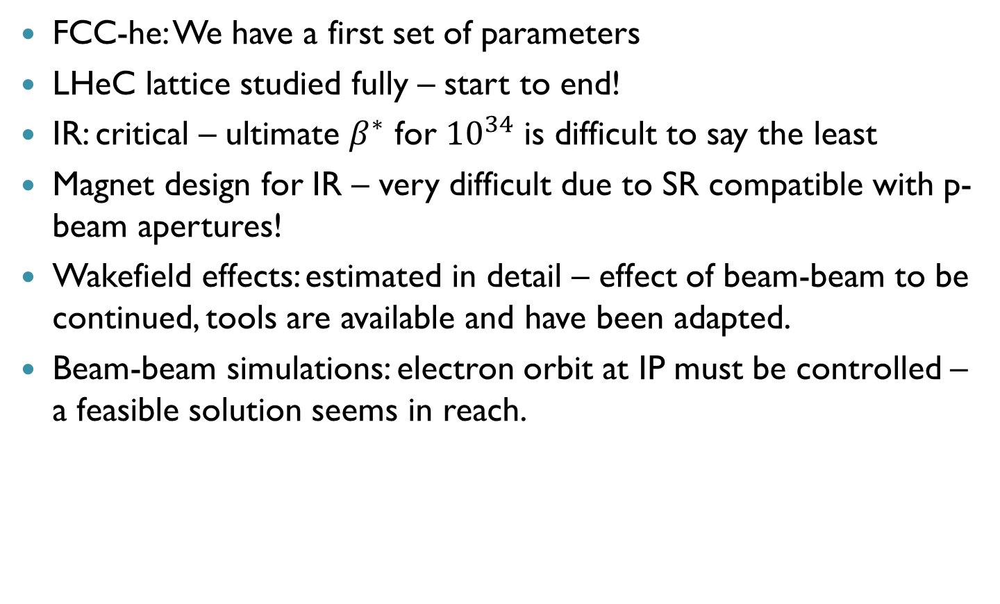 • FCC-he: We have a first set of parameters
• LHeC lattice studied fully – start to end!
• IR: critical – ultimate β* for 10³⁴ is difficult to say the least
• Magnet design for IR – very difficult due to SR compatible with p-
beam apertures!
• Wakefield effects: estimated in detail – effect of beam-beam to be
continued, tools are available and have been adapted.
• Beam-beam simulations: electron orbit at IP must be controlled –
a feasible solution seems in reach.